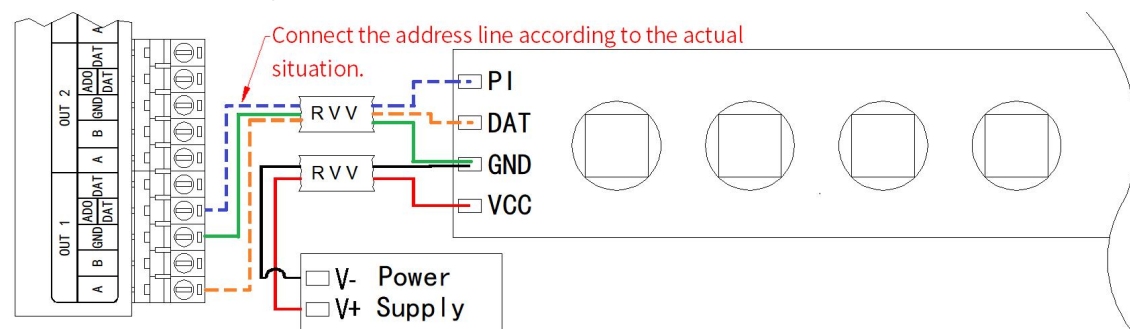 Connect the address line according to the actual
situation.
A
DAT
ADO
DAT
GND
B
A
OUT 2
DAT
ADO
DAT
GND
B
A
OUT 1
RVV
RVV
PI
DAT
GND
VCC
V- Power
V+ Supply